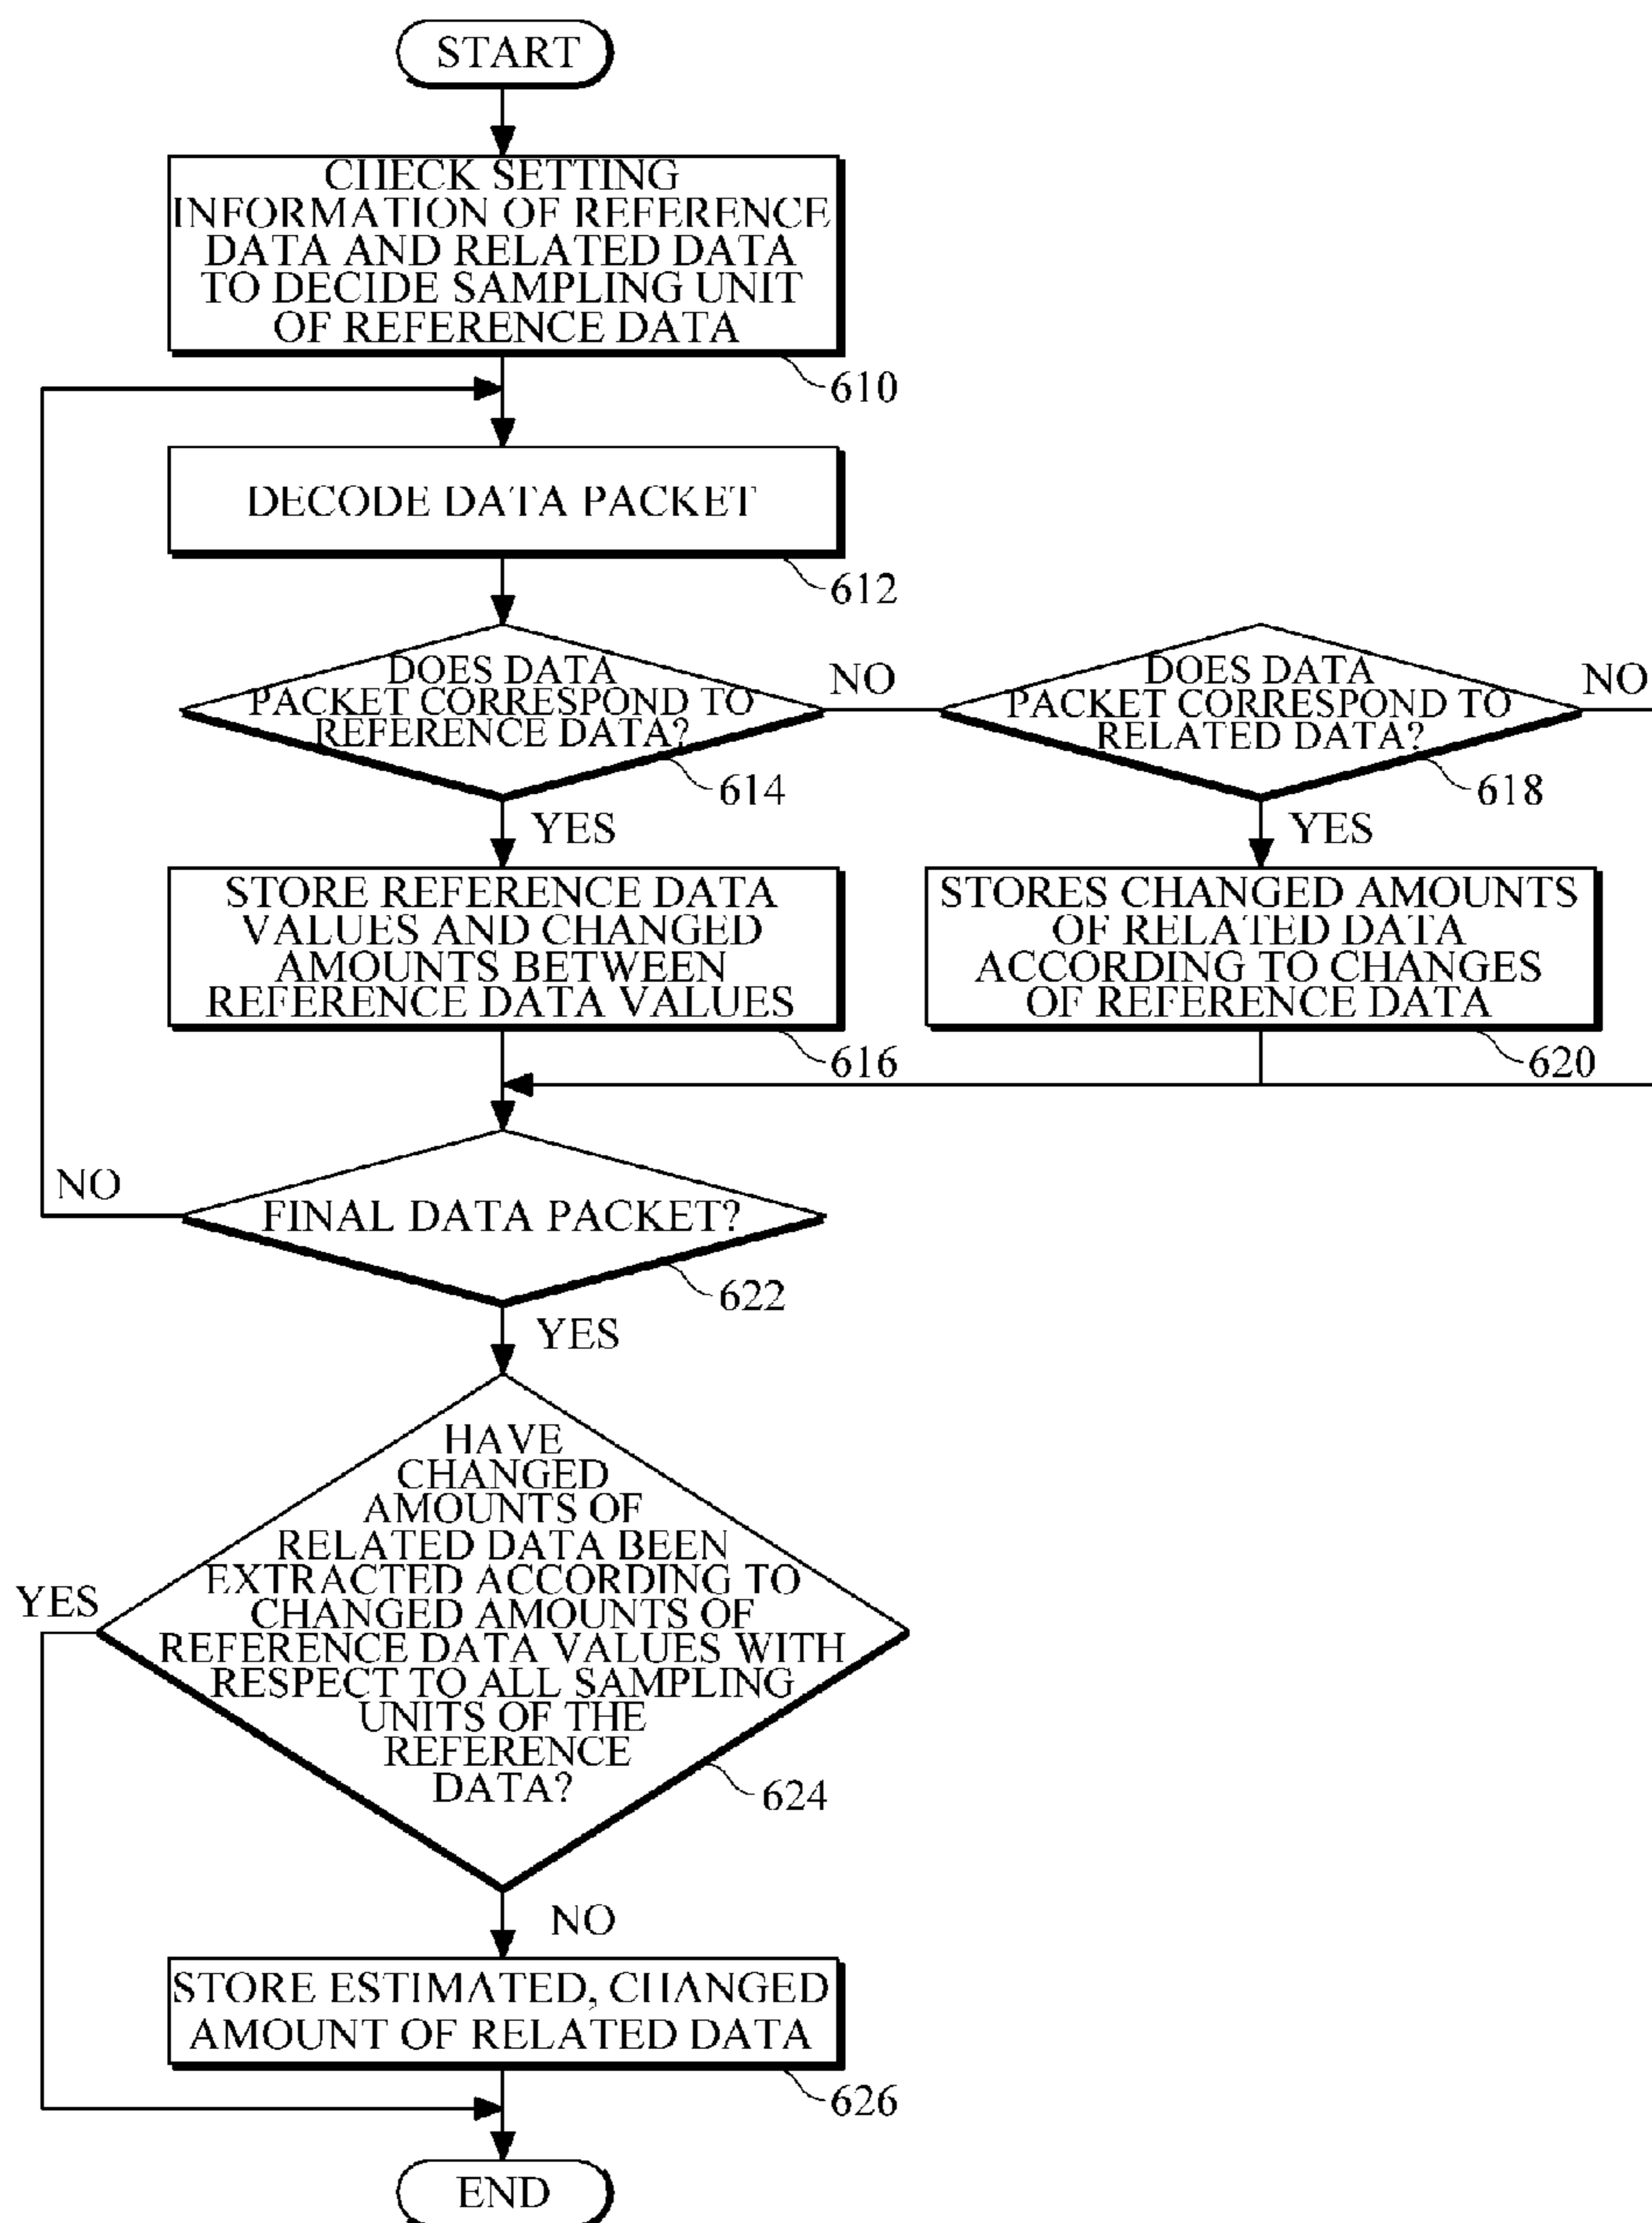 START
CHECK SETTING
INFORMATION OF REFERENCE
DATA AND RELATED DATA
TO DECIDE SAMPLING UNIT
OF REFERENCE DATA
610
DECODE DATA PACKET
612
DOES DATA
PACKET CORRESPOND TO
REFERENCE DATA?
614
NO
DOES DATA
PACKET CORRESPOND TO
RELATED DATA?
618
NO
YES
YES
STORE REFERENCE DATA
VALUES AND CHANGED
AMOUNTS BETWEEN
REFERENCE DATA VALUES
616
STORES CHANGED AMOUNTS
OF RELATED DATA
ACCORDING TO CHANGES
OF REFERENCE DATA
620
NO
FINAL DATA PACKET?
622
YES
HAVE
CHANGED
AMOUNTS OF
RELATED DATA BEEN
EXTRACTED ACCORDING TO
CHANGED AMOUNTS OF
REFERENCE DATA VALUES WITH
RESPECT TO ALL SAMPLING
UNITS OF THE
REFERENCE
DATA?
YES
624
NO
STORE ESTIMATED, CHANGED
AMOUNT OF RELATED DATA
626
END